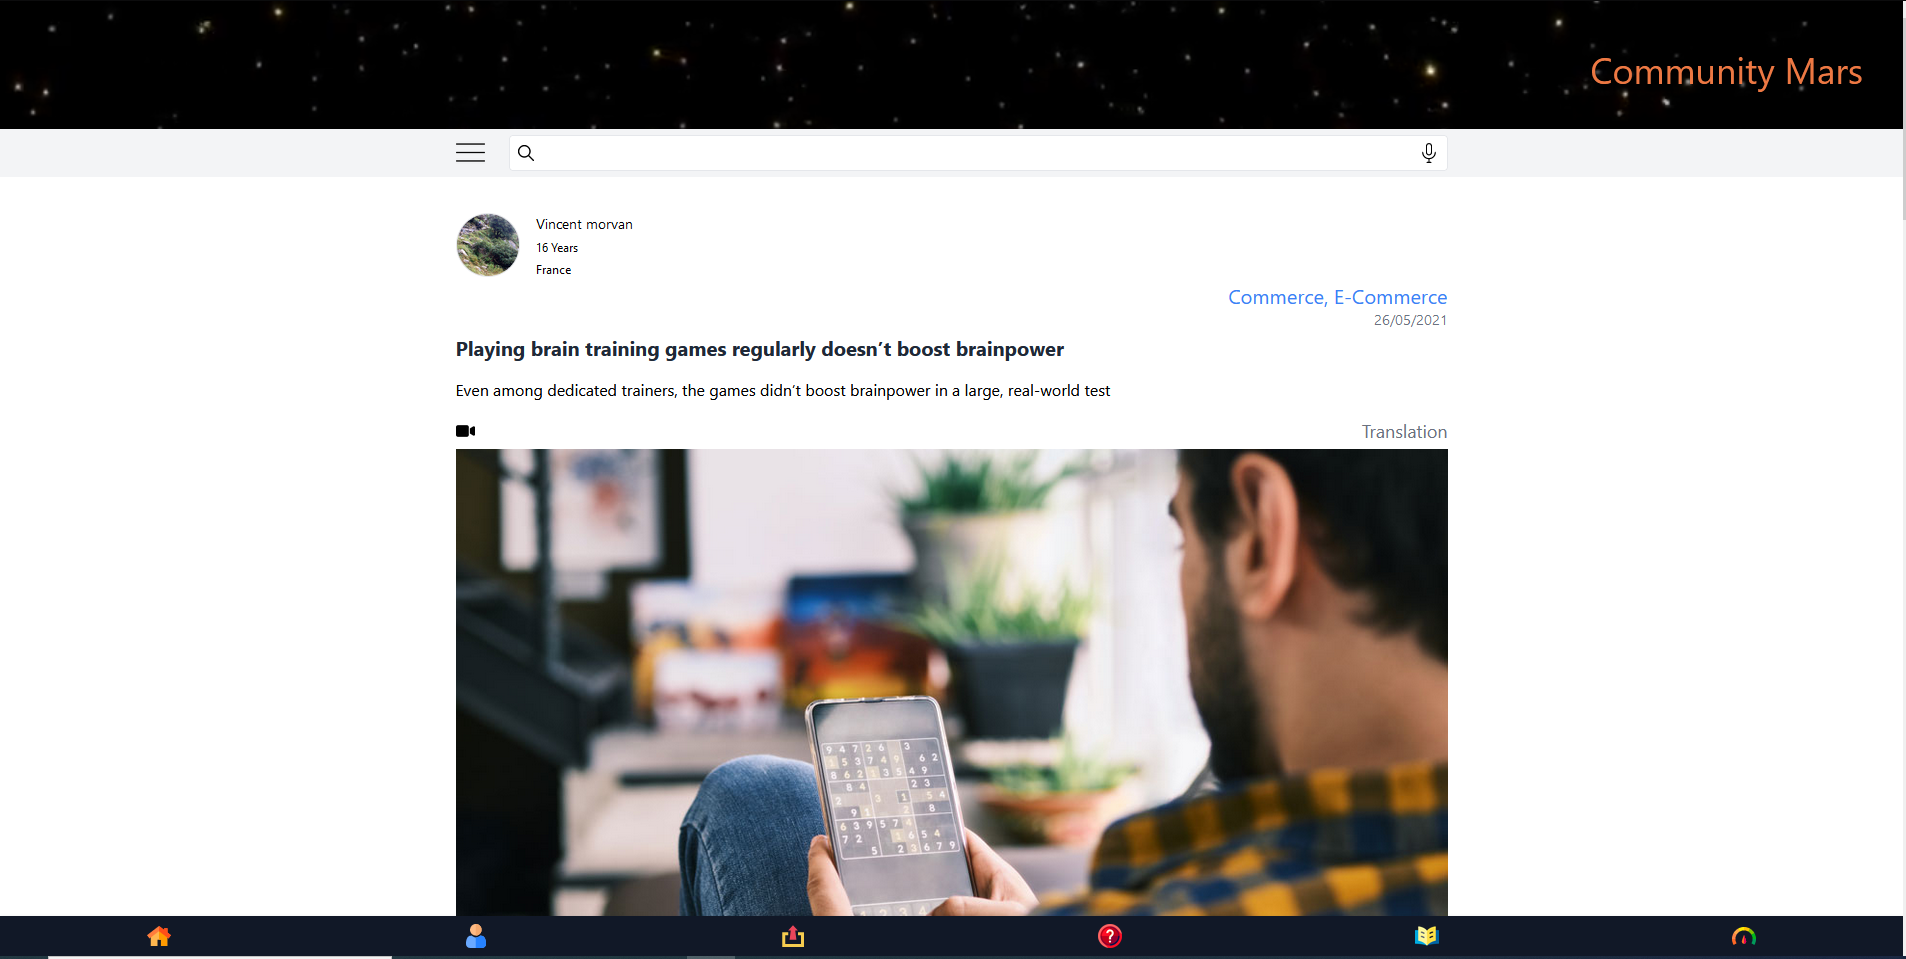 Community Mars
Vincent morvan
16 Years
France
Commerce, E-Commerce
26/05/2021
Playing brain training games regularly doesn’t boost brainpower
Even among dedicated trainers, the games didn’t boost brainpower in a large, real-world test
Translation